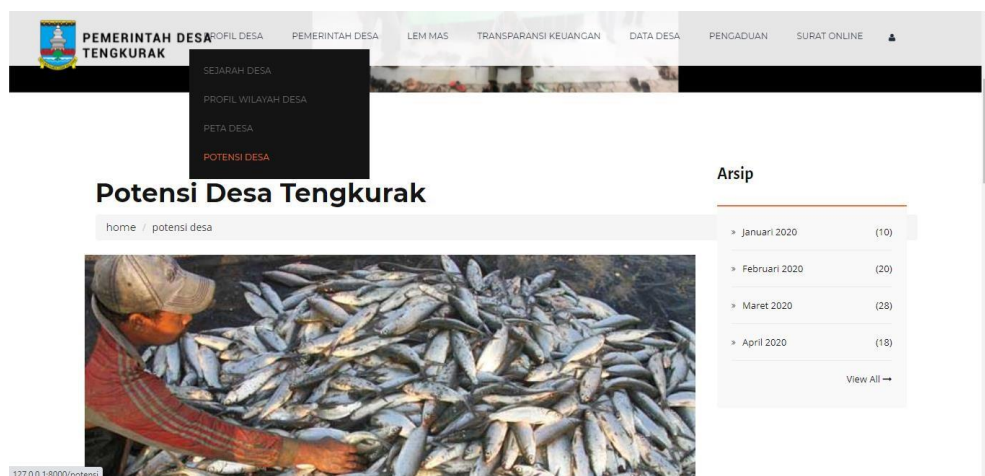 PEMERINTAH DESA
TENGKURAK
PROFIL DESA
PEMERINTAH DESA
LEM MAS
TRANSPARANSI KEUANGAN
DATA DESA
PENGADUAN
SURAT ONLINE
SEJARAH DESA
PROFIL WILAYAH DESA
PETA DESA
POTENSI DESA
Potensi Desa Tengkurak
home / potensi desa
Arsip
» Januari 2020 (10)
» Februari 2020 (20)
» Maret 2020 (28)
» April 2020 (18)
View All →
127.0.0.1:8000/potensi